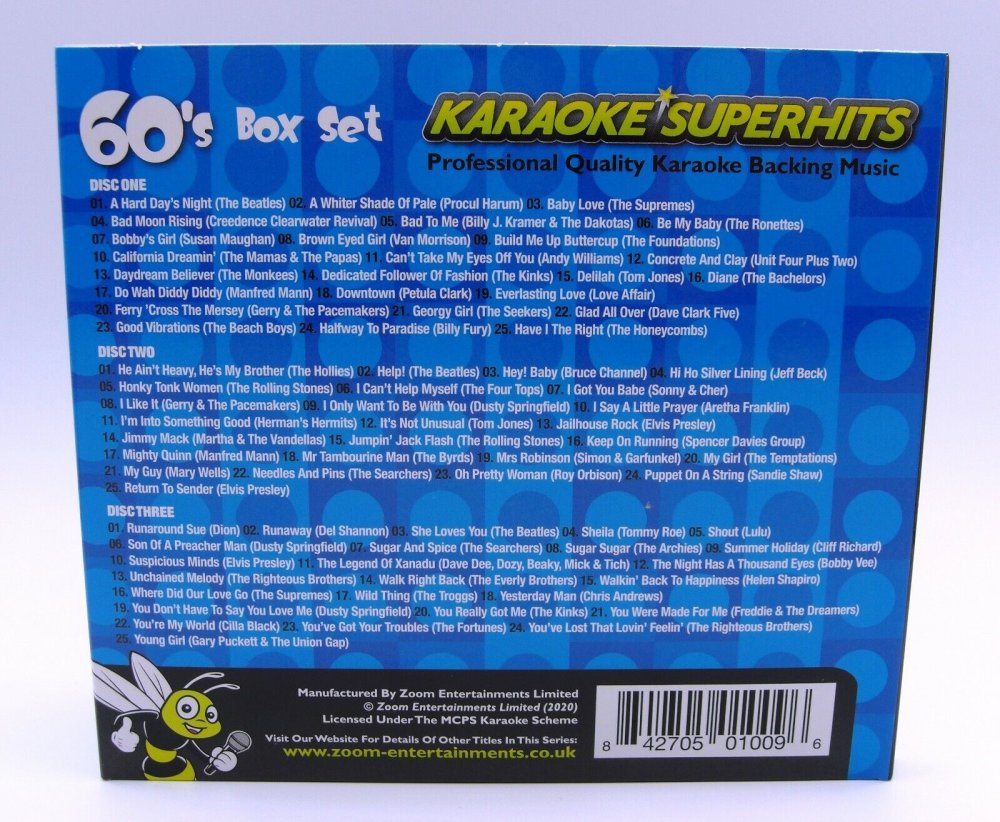 60's Box Set
KARAOKE SUPERHITS
Professional Quality Karaoke Backing Music
DISC ONE
01. A Hard Day's Night (The Beatles) 02. A Whiter Shade Of Pale (Procul Harum) 03. Baby Love (The Supremes)
04. Bad Moon Rising (Creedence Clearwater Revival) 05. Bad To Me (Billy J. Kramer & The Dakotas) 06. Be My Baby (The Ronettes)
07. Bobby's Girl (Susan Maughan) 08. Brown Eyed Girl (Van Morrison) 09. Build Me Up Buttercup (The Foundations)
10. California Dreamin' (The Mamas & The Papas) 11. Can't Take My Eyes Off You (Andy Williams) 12. Concrete And Clay (Unit Four Plus Two)
13. Daydream Believer (The Monkees) 14. Dedicated Follower Of Fashion (The Kinks) 15. Delilah (Tom Jones) 16. Diane (The Bachelors)
17. Do Wah Diddy Diddy (Manfred Mann) 18. Downtown (Petula Clark) 19. Everlasting Love (Love Affair)
20. Ferry 'Cross The Mersey (Gerry & The Pacemakers) 21. Georgy Girl (The Seekers) 22. Glad All Over (Dave Clark Five)
23. Good Vibrations (The Beach Boys) 24. Halfway To Paradise (Billy Fury) 25. Have I The Right (The Honeycombs)
DISC TWO
01. He Ain't Heavy, He's My Brother (The Hollies) 02. Help! (The Beatles) 03. Hey! Baby (Bruce Channel) 04. Hi Ho Silver Lining (Jeff Beck)
05. Honky Tonk Women (The Rolling Stones) 06. I Can't Help Myself (The Four Tops) 07. I Got You Babe (Sonny & Cher)
08. I Like It (Gerry & The Pacemakers) 09. I Only Want To Be With You (Dusty Springfield) 10. I Say A Little Prayer (Aretha Franklin)
11. I'm Into Something Good (Herman's Hermits) 12. It's Not Unusual (Tom Jones) 13. Jailhouse Rock (Elvis Presley)
14. Jimmy Mack (Martha & The Vandellas) 15. Jumpin' Jack Flash (The Rolling Stones) 16. Keep On Running (Spencer Davies Group)
17. Mighty Quinn (Manfred Mann) 18. Mr Tambourine Man (The Byrds) 19. Mrs Robinson (Simon & Garfunkel) 20. My Girl (The Temptations)
21. My Guy (Mary Wells) 22. Needles And Pins (The Searchers) 23. Oh Pretty Woman (Roy Orbison) 24. Puppet On A String (Sandie Shaw)
25. Return To Sender (Elvis Presley)
DISC THREE
01. Runaround Sue (Dion) 02. Runaway (Del Shannon) 03. She Loves You (The Beatles) 04. Sheila (Tommy Roe) 05. Shout (Lulu)
06. Son Of A Preacher Man (Dusty Springfield) 07. Sugar And Spice (The Searchers) 08. Sugar Sugar (The Archies) 09. Summer Holiday (Cliff Richard)
10. Suspicious Minds (Elvis Presley) 11. The Legend Of Xanadu (Dave Dee, Dozy, Beaky, Mick & Tich) 12. The Night Has A Thousand Eyes (Bobby Vee)
13. Unchained Melody (The Righteous Brothers) 14. Walk Right Back (The Everly Brothers) 15. Walkin' Back To Happiness (Helen Shapiro)
16. Where Did Our Love Go (The Supremes) 17. Wild Thing (The Troggs) 18. Yesterday Man (Chris Andrews)
19. You Don't Have To Say You Love Me (Dusty Springfield) 20. You Really Got Me (The Kinks) 21. You Were Made For Me (Freddie & The Dreamers)
22. You're My World (Cilla Black) 23. You've Got Your Troubles (The Fortunes) 24. You've Lost That Lovin' Feelin' (The Righteous Brothers)
25. Young Girl (Gary Puckett & The Union Gap)
Manufactured By Zoom Entertainments Limited
© Zoom Entertainments Limited (2020)
Licensed Under The MCPS Karaoke Scheme
Visit Our Website For Details Of Other Titles In This Series:
www.zoom-entertainments.co.uk
8 42705 01009 6